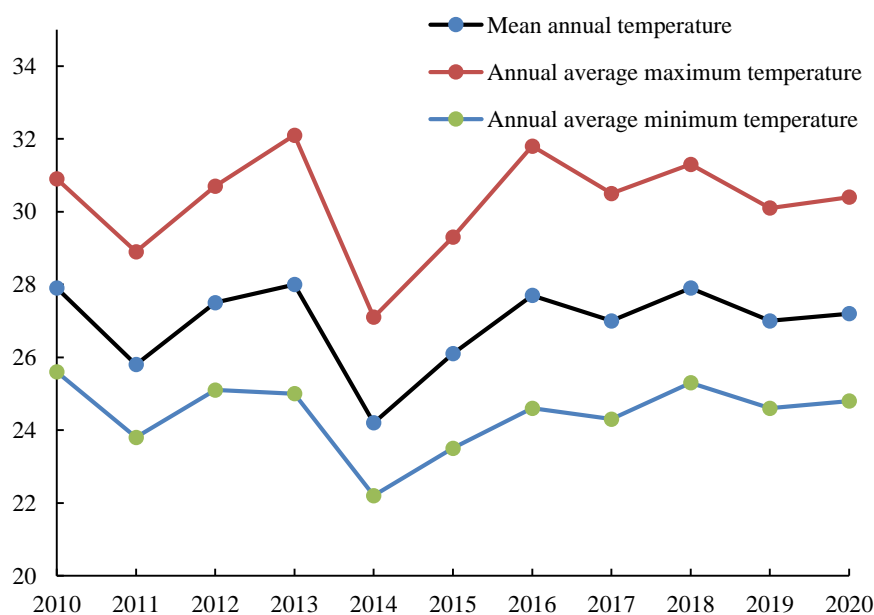 Mean annual temperature
Annual average maximum temperature
Annual average minimum temperature
34
32
30
28
26
24
22
20
2010 2011 2012 2013 2014 2015 2016 2017 2018 2019 2020